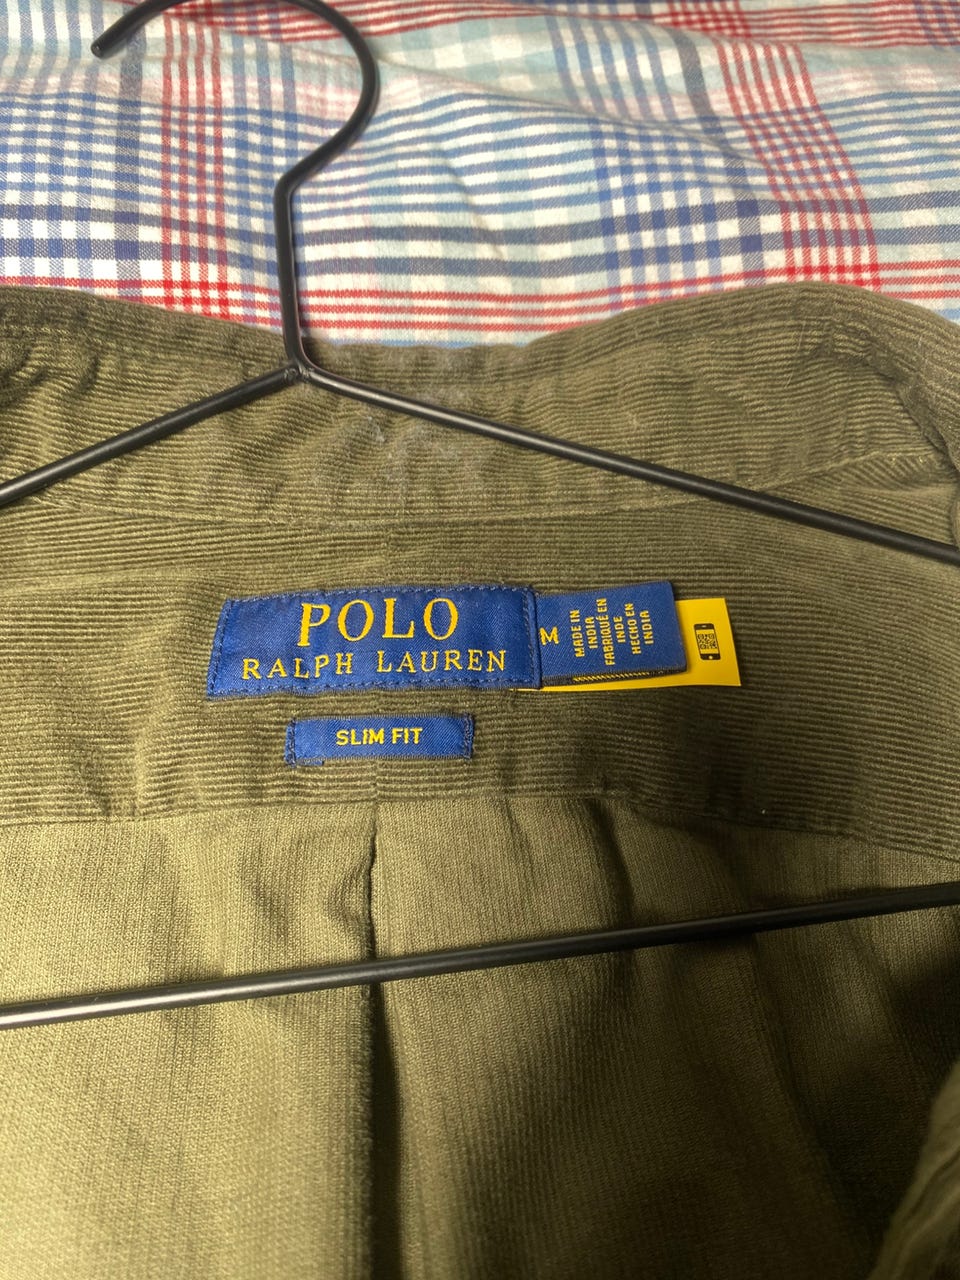 POLO
RALPH LAUREN
M
MADE IN
INDIA
FABRIQUÉ EN
INDE
HECHO EN
INDIA
SLIM FIT